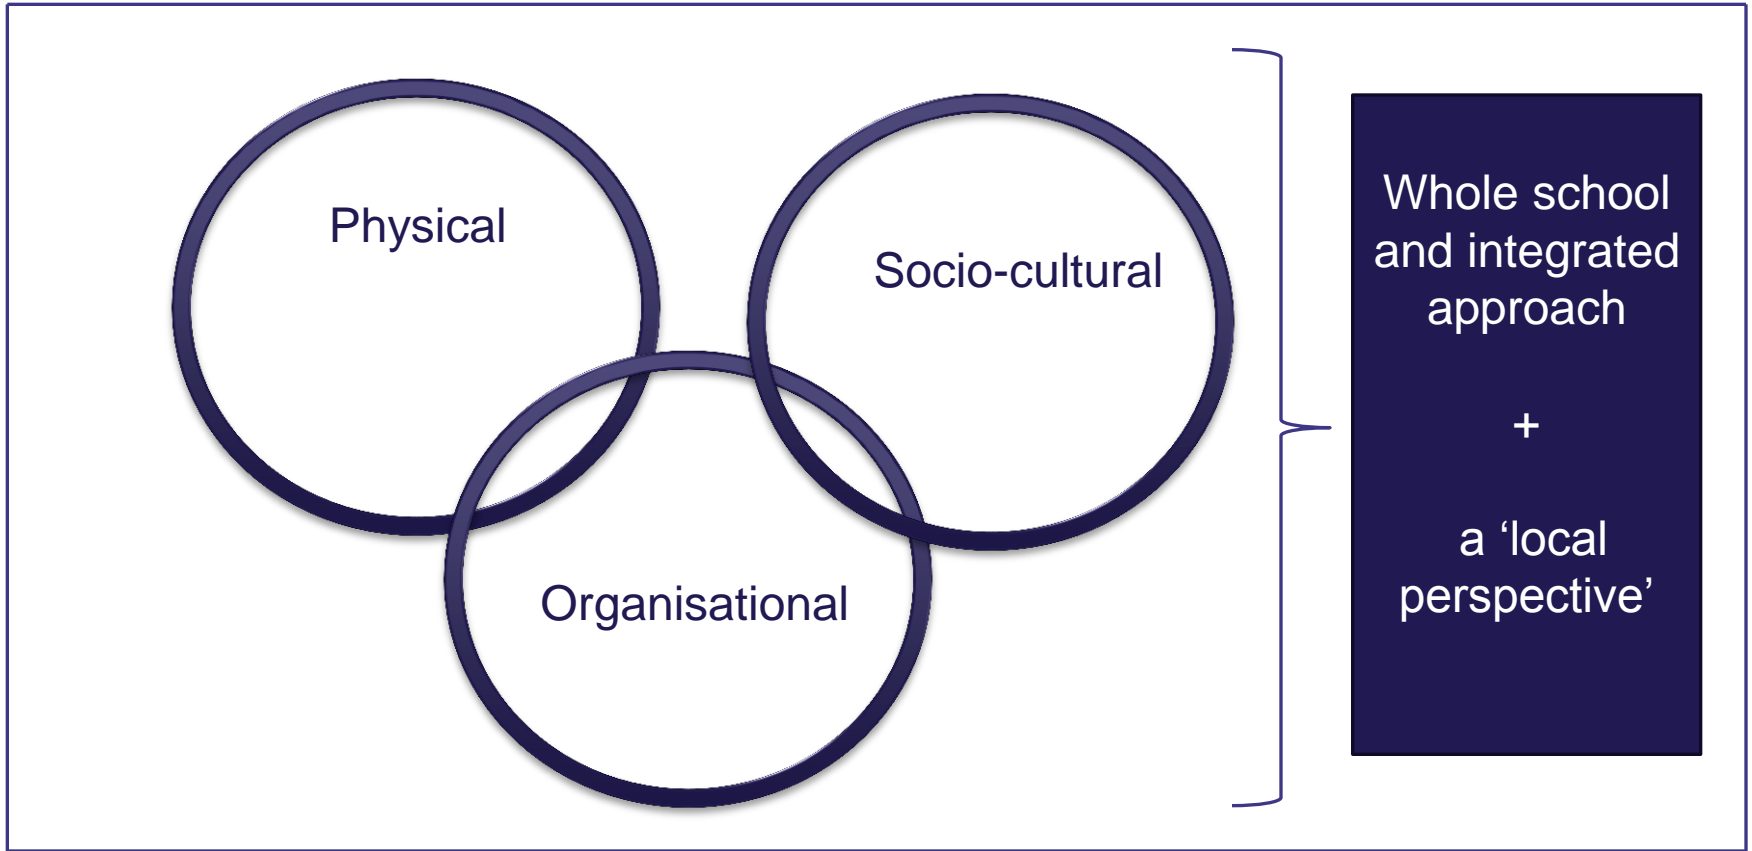 Physical
Socio-cultural
Organisational
Whole school
and integrated
approach
+
a ‘local
perspective’